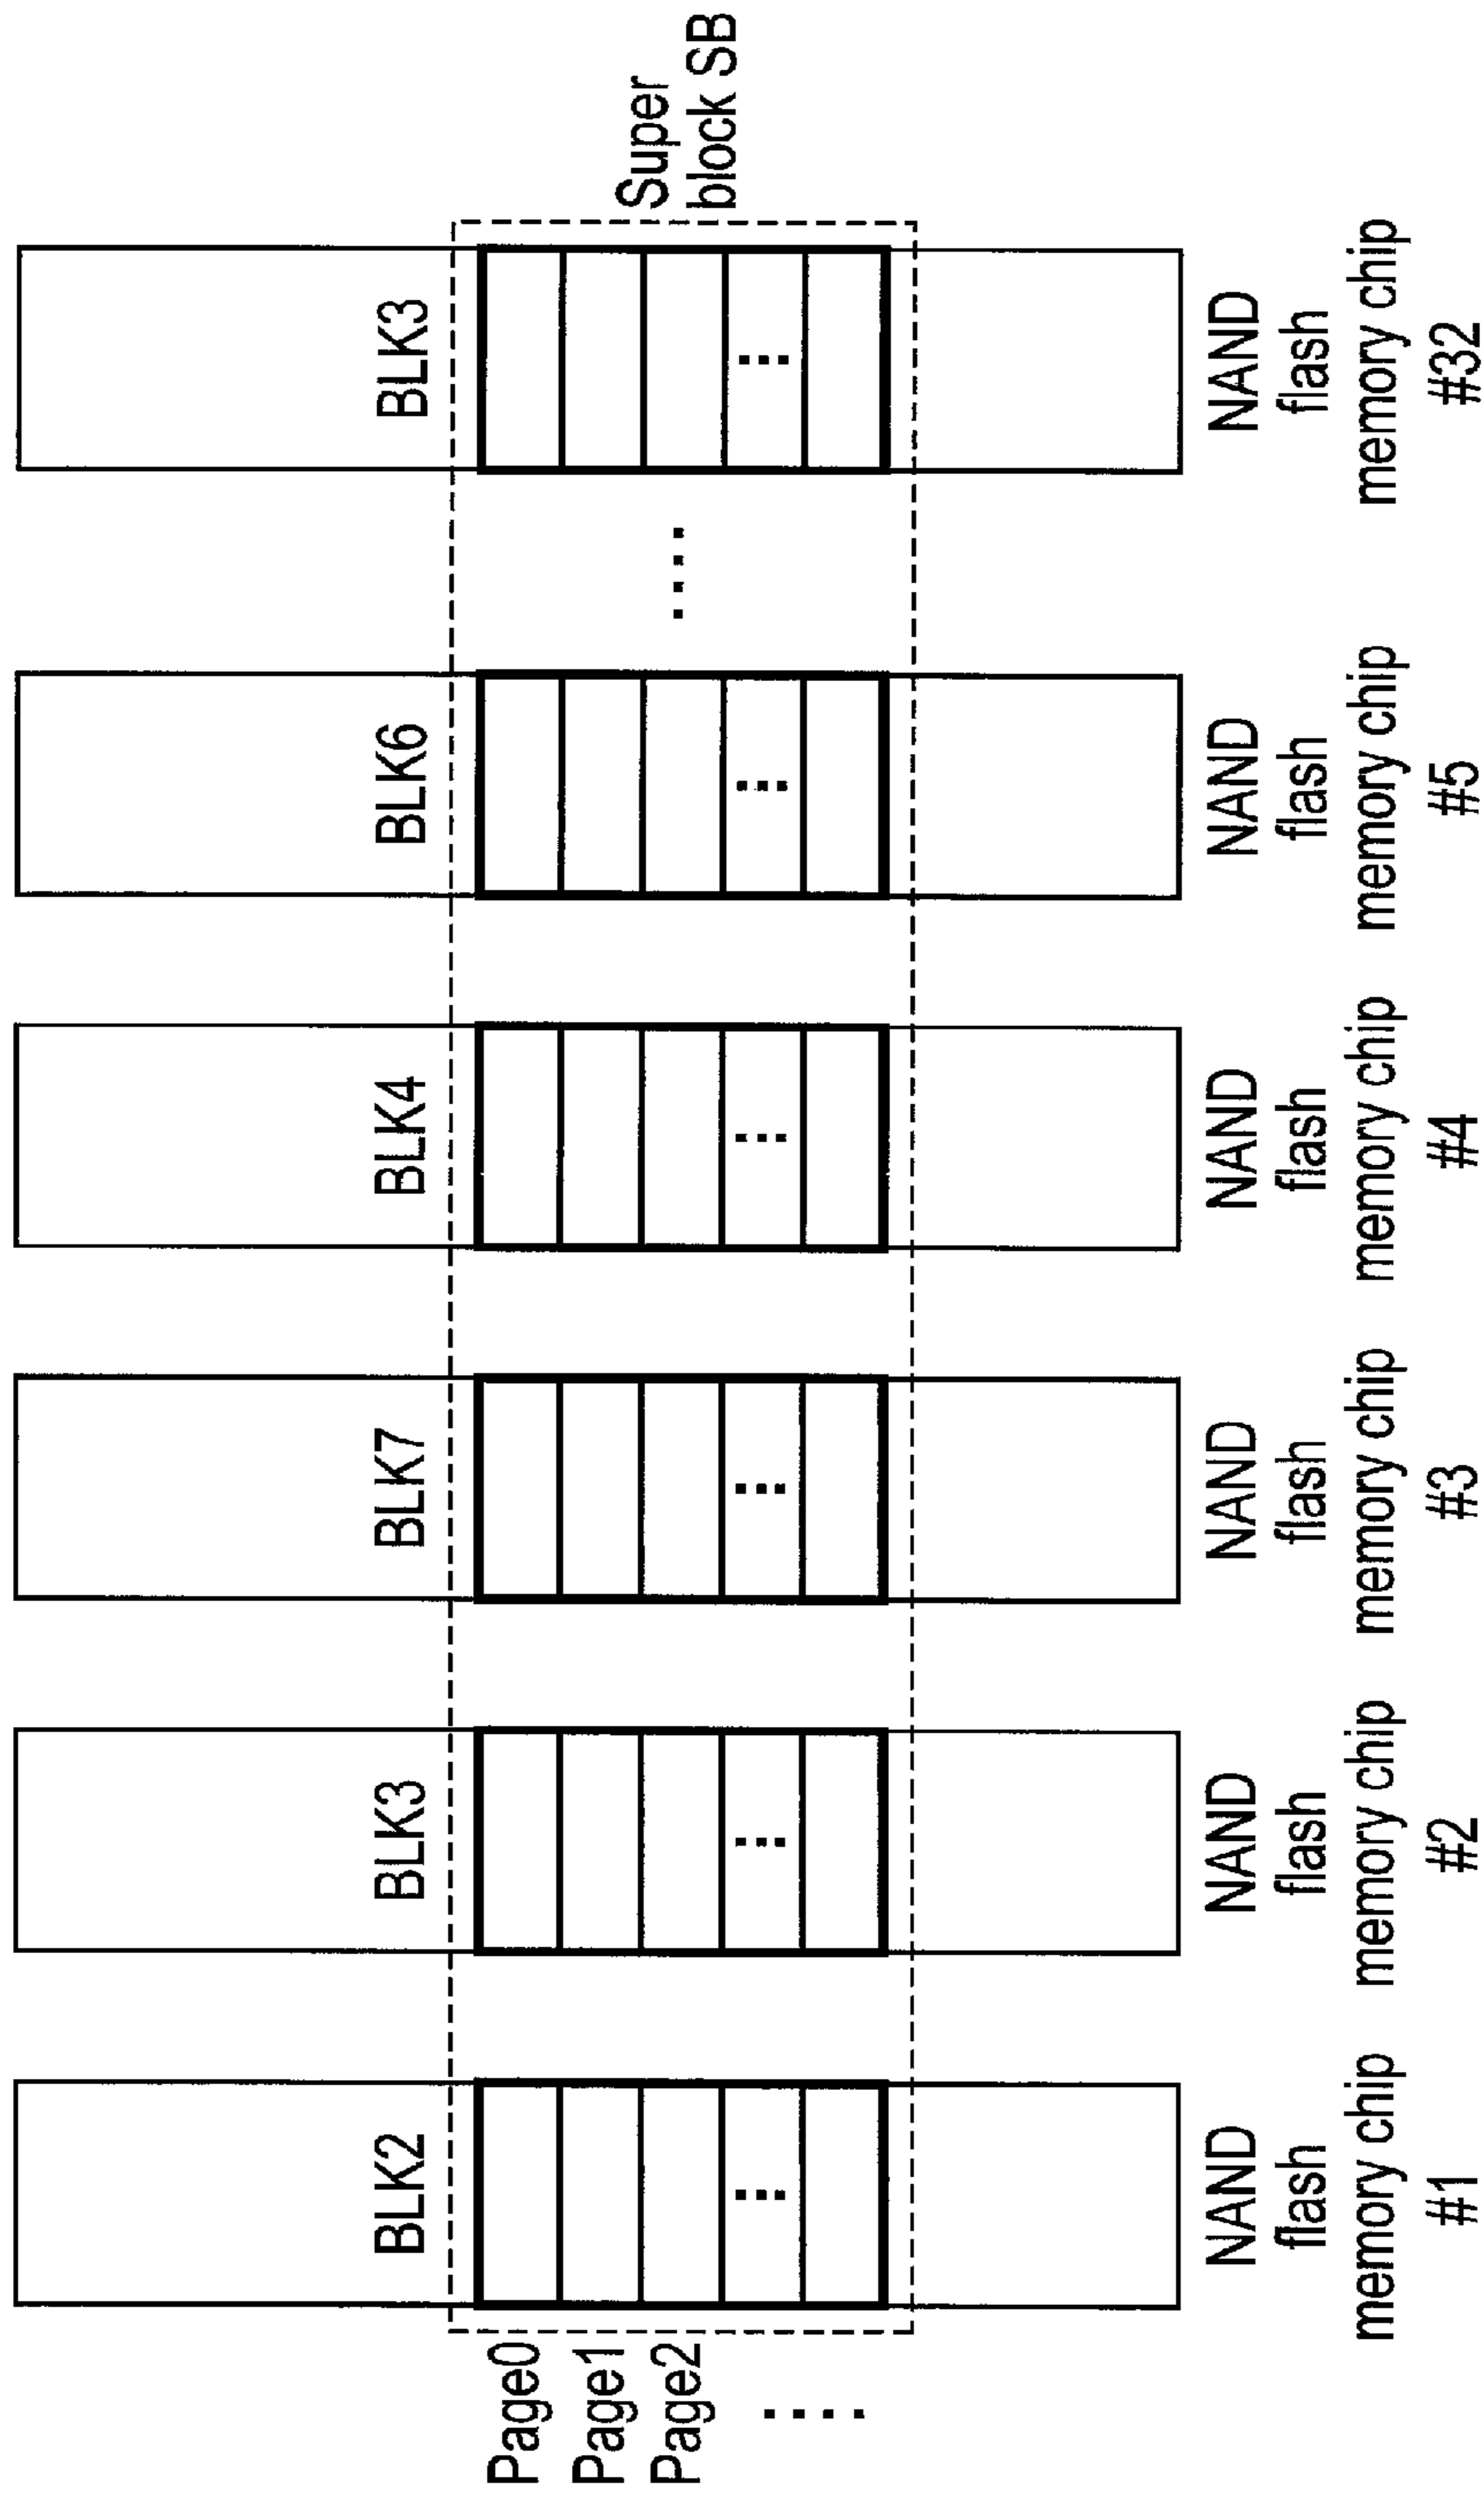 BLK2
BLK3
BLK7
BLK4
BLK6
BLK3
Page0
Page1
Page2
Super
block SB
NAND
flash
memory chip
#1
NAND
flash
memory chip
#2
NAND
flash
memory chip
#3
NAND
flash
memory chip
#4
NAND
flash
memory chip
#5
NAND
flash
memory chip
#32